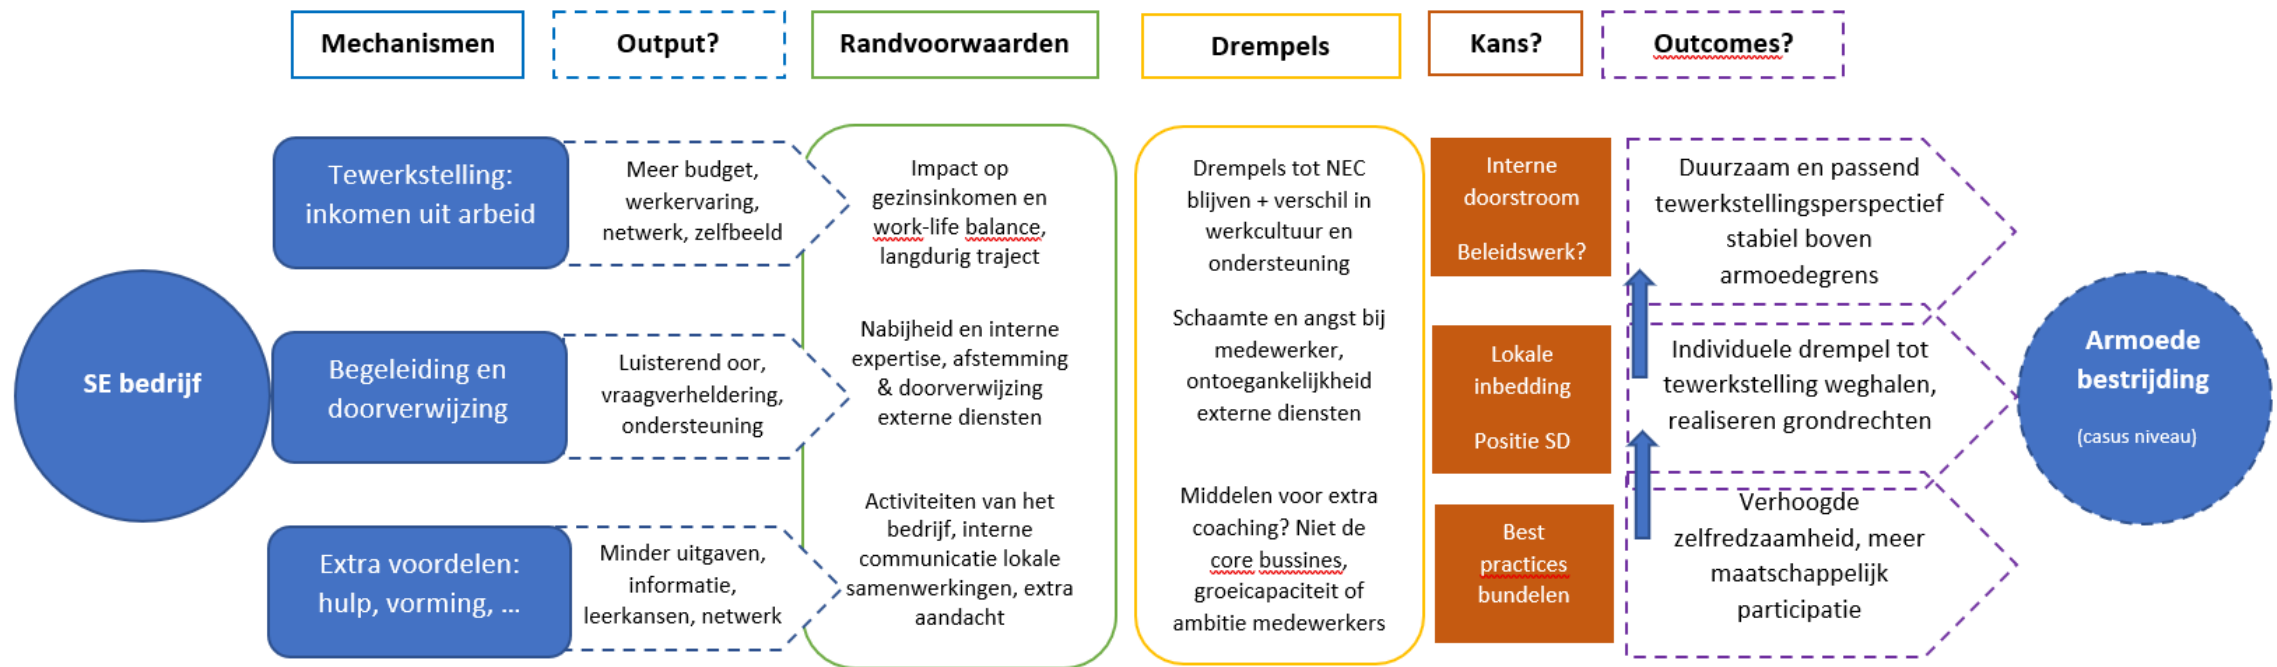 Mechanismen
Output?
Randvoorwaarden
Drempels
Kans?
Outcomes?
SE bedrijf
Tewerkstelling:
inkomen uit arbeid
Meer budget,
werkervaring,
netwerk, zelfbeeld
Impact op
gezinsinkomen en
work-life balance,
langdurig traject
Drempels tot NEC
blijven + verschil in
werkcultuur en
ondersteuning
Interne
doorstroom
Beleidswerk?
Duurzaam en passend
tewerkstellingsperspectief
stabiel boven
armoedegrens
Begeleiding en
doorverwijzing
Luisterend oor,
vraagverheldering,
ondersteuning
Nabijheid en interne
expertise, afstemming
& doorverwijzing
externe diensten
Schaamte en angst bij
medewerker,
ontoegankelijkheid
externe diensten
Lokale
inbedding
Positie SD
Individuele drempel tot
tewerkstelling weghalen,
realiseren grondrechten
Extra voordelen:
hulp, vorming, ...
Minder uitgaven,
informatie,
leerkansen, netwerk
Activiteiten van het
bedrijf, interne
communicatie lokale
samenwerkingen, extra
aandacht
Middelen voor extra
coaching? Niet de
core bussines,
groeicapaciteit of
ambitie medewerkers
Best
practices
bundelen
Verhoogde
zelfredzaamheid, meer
maatschappelijk
participatie
Armoede
bestrijding
(casus niveau)